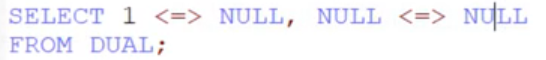 SELECT 1 <=> NULL, NULL <=> NULL
FROM DUAL;